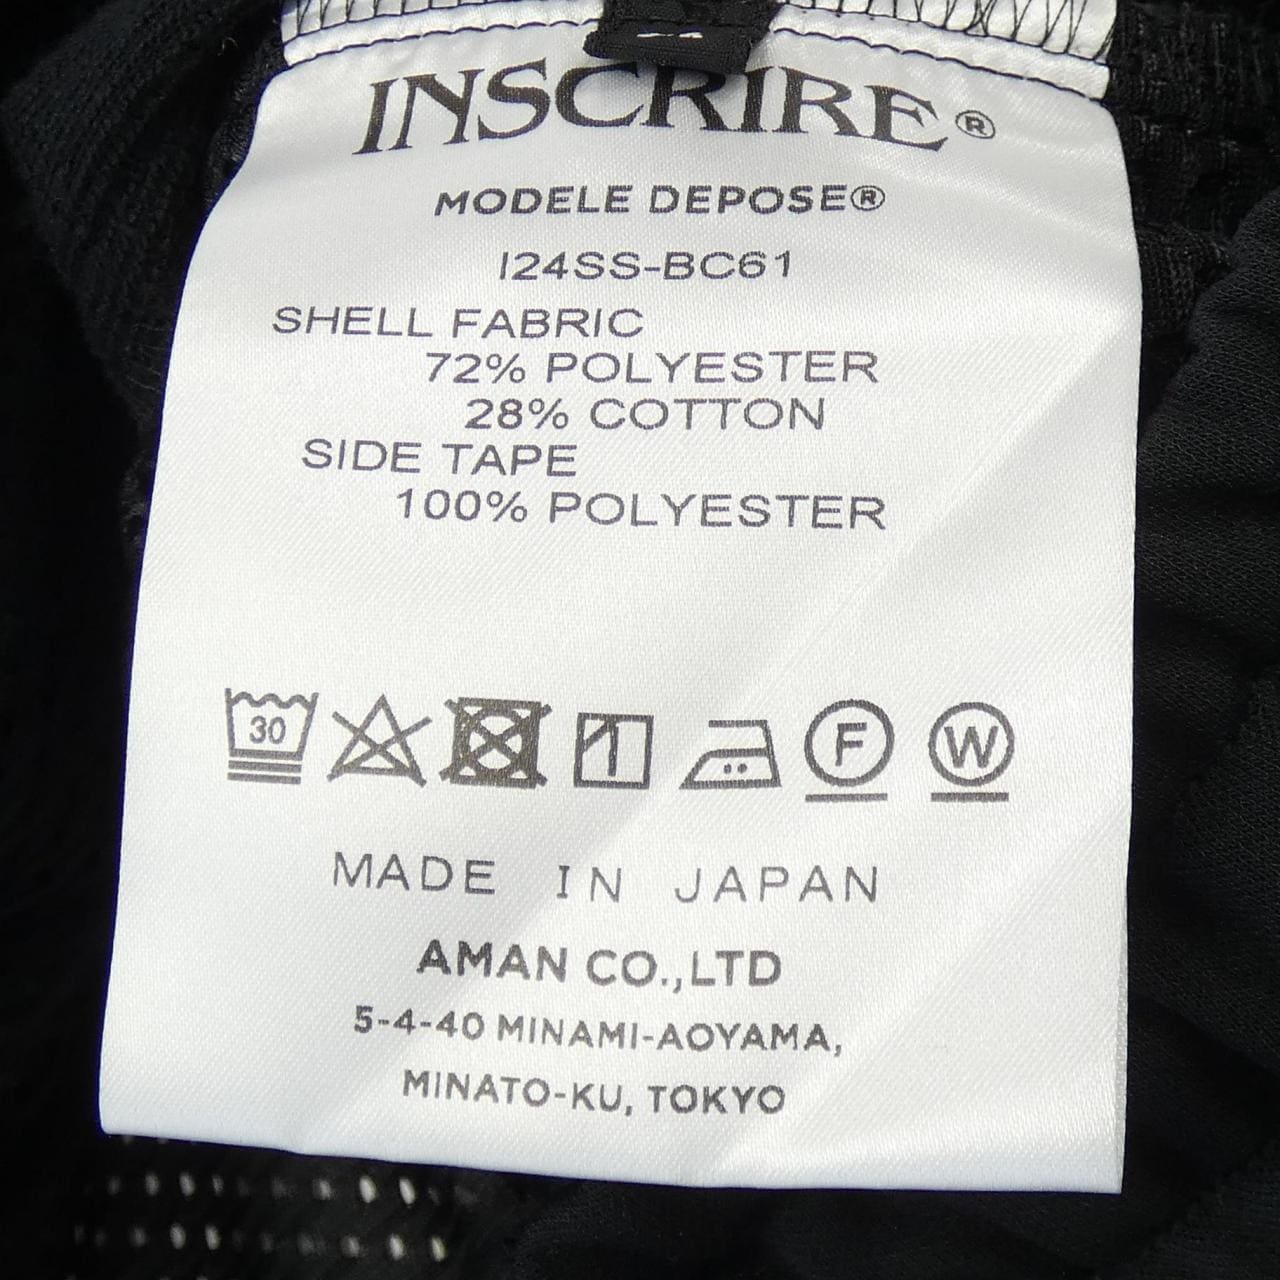 INSCRIRE®
MODELE DEPOSE®
I24SS-BC61
SHELL FABRIC
72% POLYESTER
28% COTTON
SIDE TAPE
100% POLYESTER
30 F W
MADE IN JAPAN
AMAN CO.,LTD
5-4-40 MINAMI-AOYAMA,
MINATO-KU, TOKYO